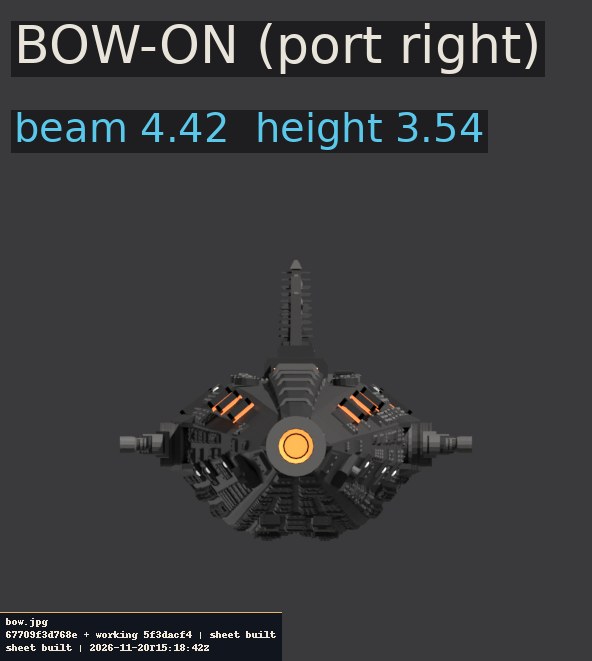 BOW-ON (port right)
beam 4.42 height 3.54
bow.jpg
67709f3d768e + working 5f3dacf4 | sheet built
sheet built | 2026-11-20T15:18:42z